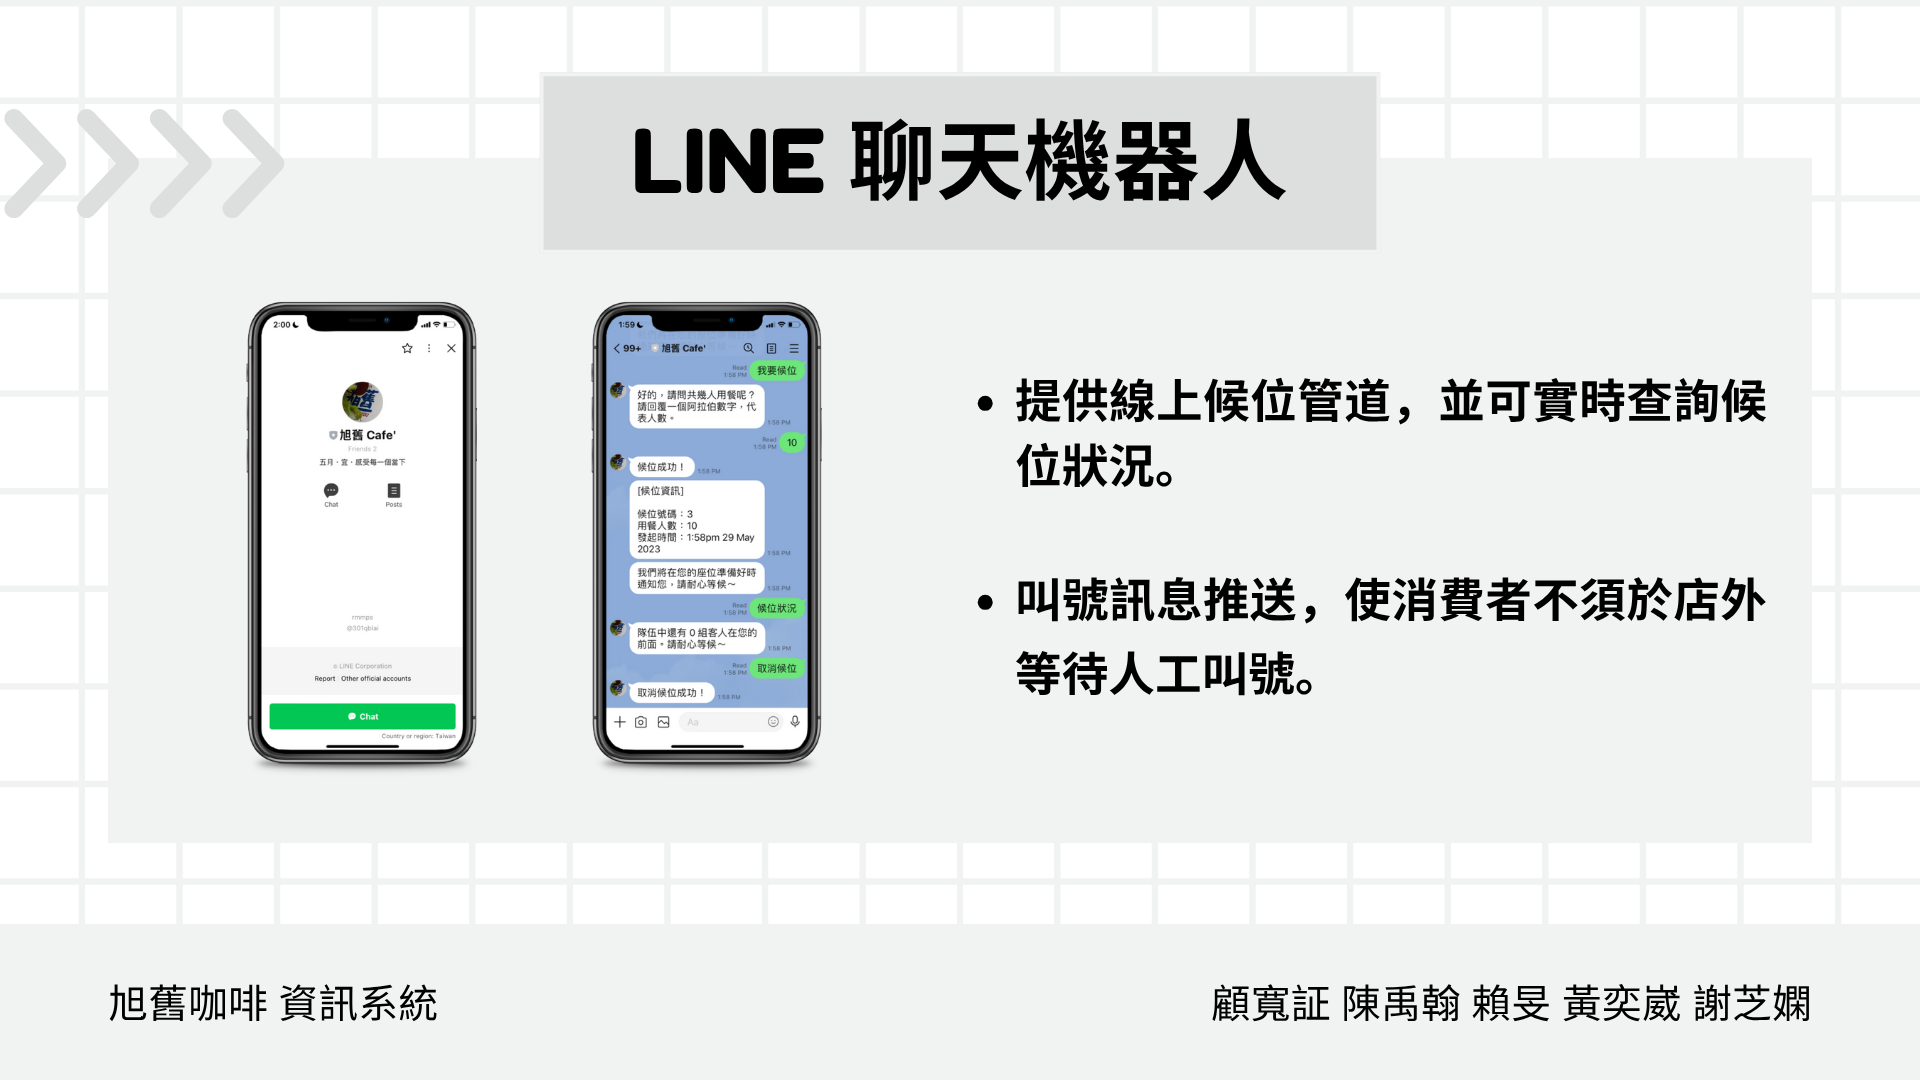 LINE 聊天機器人
2:00
旭舊 Cafe'
Friends 2
五月、宜、感受每一個當下
Chat
Posts
rmmps
@301qblai
© LINE Corporation
Report
Other official accounts
Chat
Country or region: Taiwan
1:59
99+
旭舊 Cafe'
Read
1:58 PM
我要候位
好的，請問共幾人用餐呢？
請回覆一個阿拉伯數字，代
表人數。
1:58 PM
Read
1:58 PM
10
候位成功！
1:58 PM
[候位資訊]
候位號碼：3
用餐人數：10
發起時間：1:58pm 29 May
2023
1:58 PM
我們將在您的座位準備好時
通知您，請耐心等候～
1:58 PM
Read
1:58 PM
候位狀況
隊伍中還有 0 組客人在您的
前面。請耐心等候～
1:58 PM
Read
1:58 PM
取消候位
取消候位成功！
1:58 PM
Aa
• 提供線上候位管道，並可實時查詢候
位狀況。
• 叫號訊息推送，使消費者不須於店外
等待人工叫號。
旭舊咖啡 資訊系統
顧寬証 陳禹翰 賴旻 黃奕崴 謝芝嫻